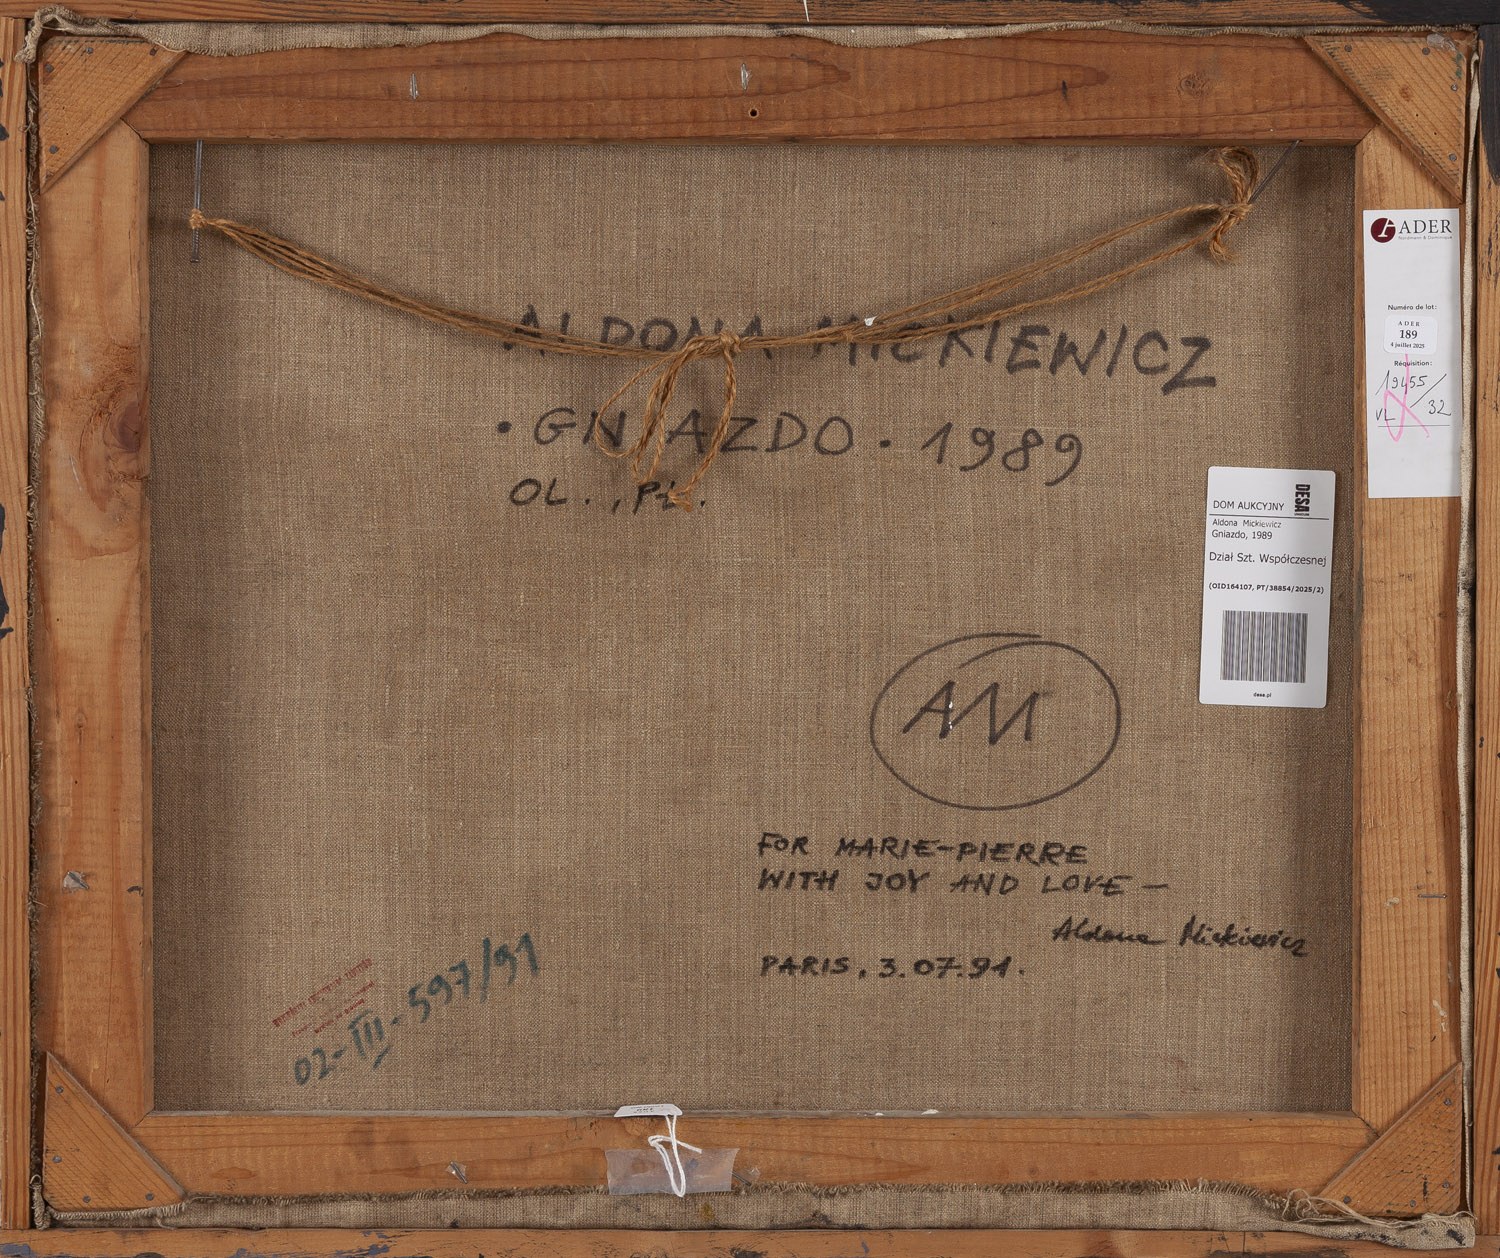 ALDONA MICKIEWICZ
• GNIAZDO • 1989
OL., PŁ.
AM
FOR MARIE-PIERRE
WITH JOY AND LOVE –
Aldona Mickiewicz
PARIS, 3.07.91.
02-III-597/91
ADER
Nordmann & Dominique
Numéro de lot:
ADER
189
4 juillet 2025
Réquisition:
19455/
VL 32
DOM AUKCYJNY
DESA
Aldona Mickiewicz
Gniazdo, 1989
Dział Szt. Współczesnej
(OID164107, PT/38854/2025/2)
desa.pl